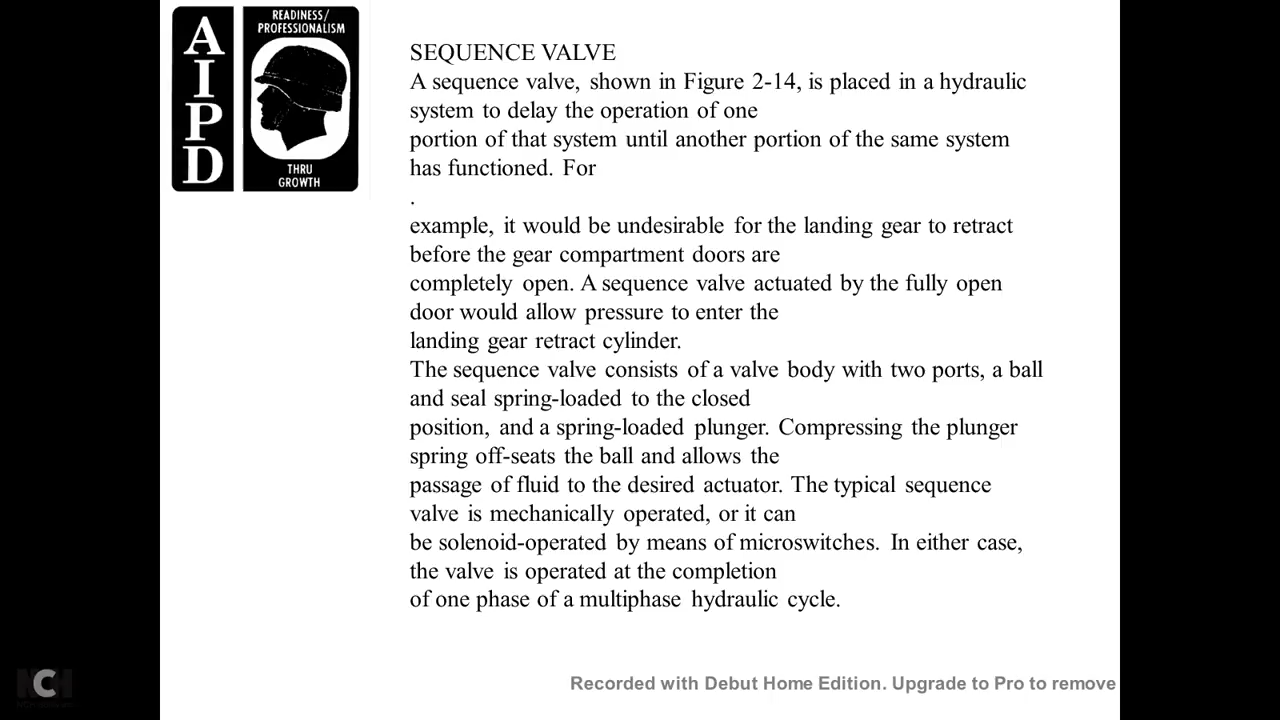 A
I
P
D
READINESS/
PROFESSIONALISM
THRU
GROWTH
SEQUENCE VALVE
A sequence valve, shown in Figure 2-14, is placed in a hydraulic
system to delay the operation of one
portion of that system until another portion of the same system
has functioned. For
.
example, it would be undesirable for the landing gear to retract
before the gear compartment doors are
completely open. A sequence valve actuated by the fully open
door would allow pressure to enter the
landing gear retract cylinder.
The sequence valve consists of a valve body with two ports, a ball
and seal spring-loaded to the closed
position, and a spring-loaded plunger. Compressing the plunger
spring off-seats the ball and allows the
passage of fluid to the desired actuator. The typical sequence
valve is mechanically operated, or it can
be solenoid-operated by means of microswitches. In either case,
the valve is operated at the completion
of one phase of a multiphase hydraulic cycle.
NCH
Recorded with Debut Home Edition. Upgrade to Pro to remove